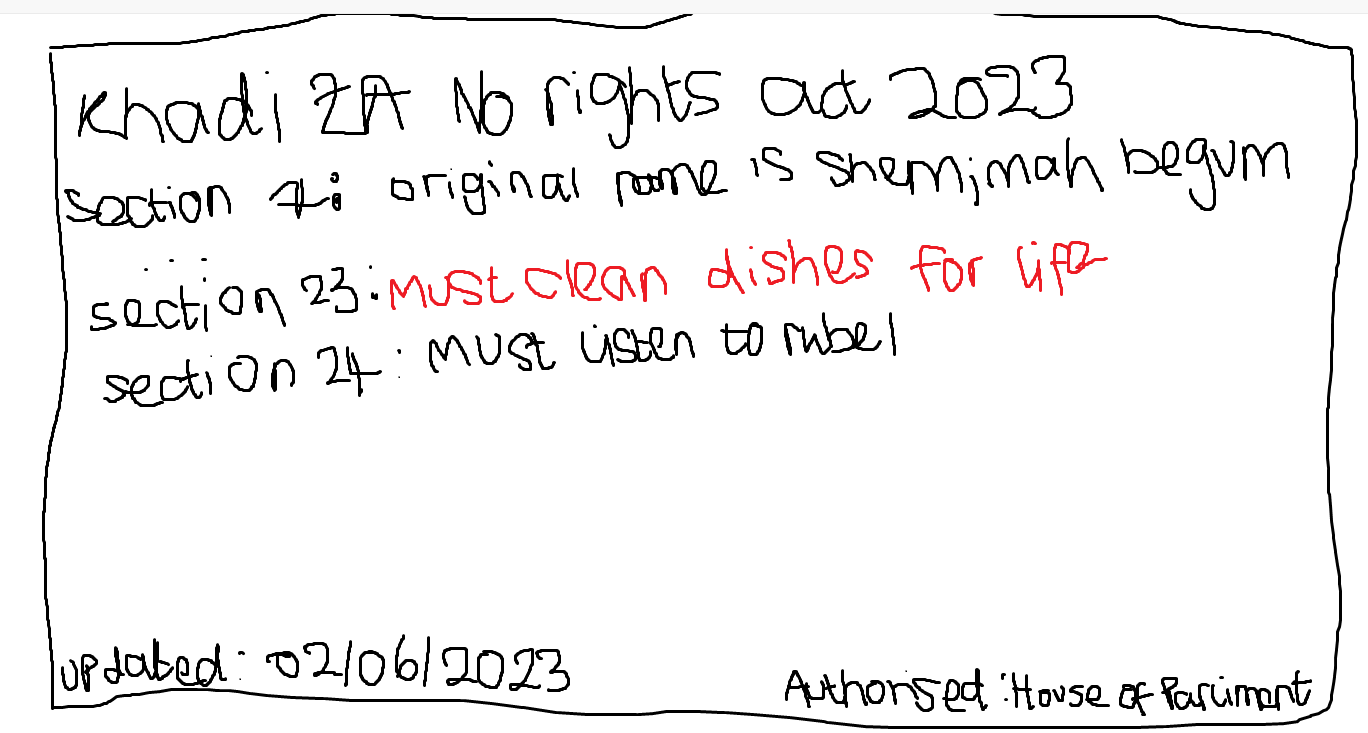 Khadi ZA No rights act 2023
section 1: original name is Shemimah begum
. . .
section 23: Must clean dishes for life
section 24: Must listen to rubel
updated: 02/06/2023
Authorised: House of Parliment